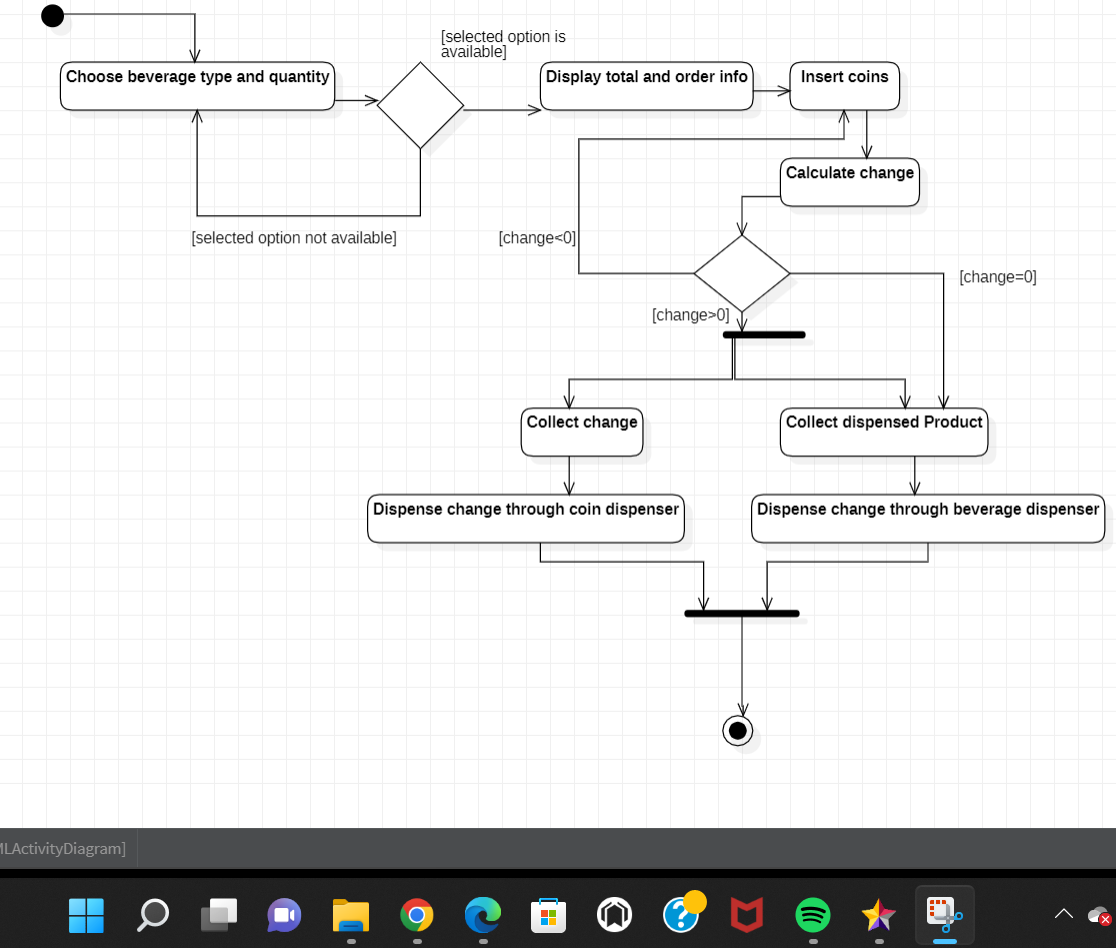 [selected option is
available]
Choose beverage type and quantity
Display total and order info
Insert coins
Calculate change
[selected option not available]
[change<0]
[change=0]
[change>0]
Collect change
Collect dispensed Product
Dispense change through coin dispenser
Dispense change through beverage dispenser
LActivityDiagram]